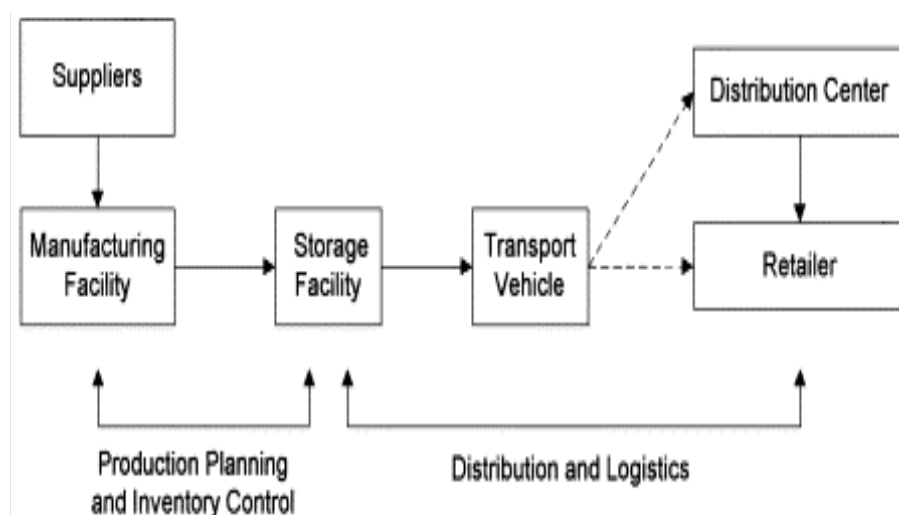 Suppliers
Distribution Center
Manufacturing
Facility
Storage
Facility
Transport
Vehicle
Retailer
Production Planning
and Inventory Control
Distribution and Logistics